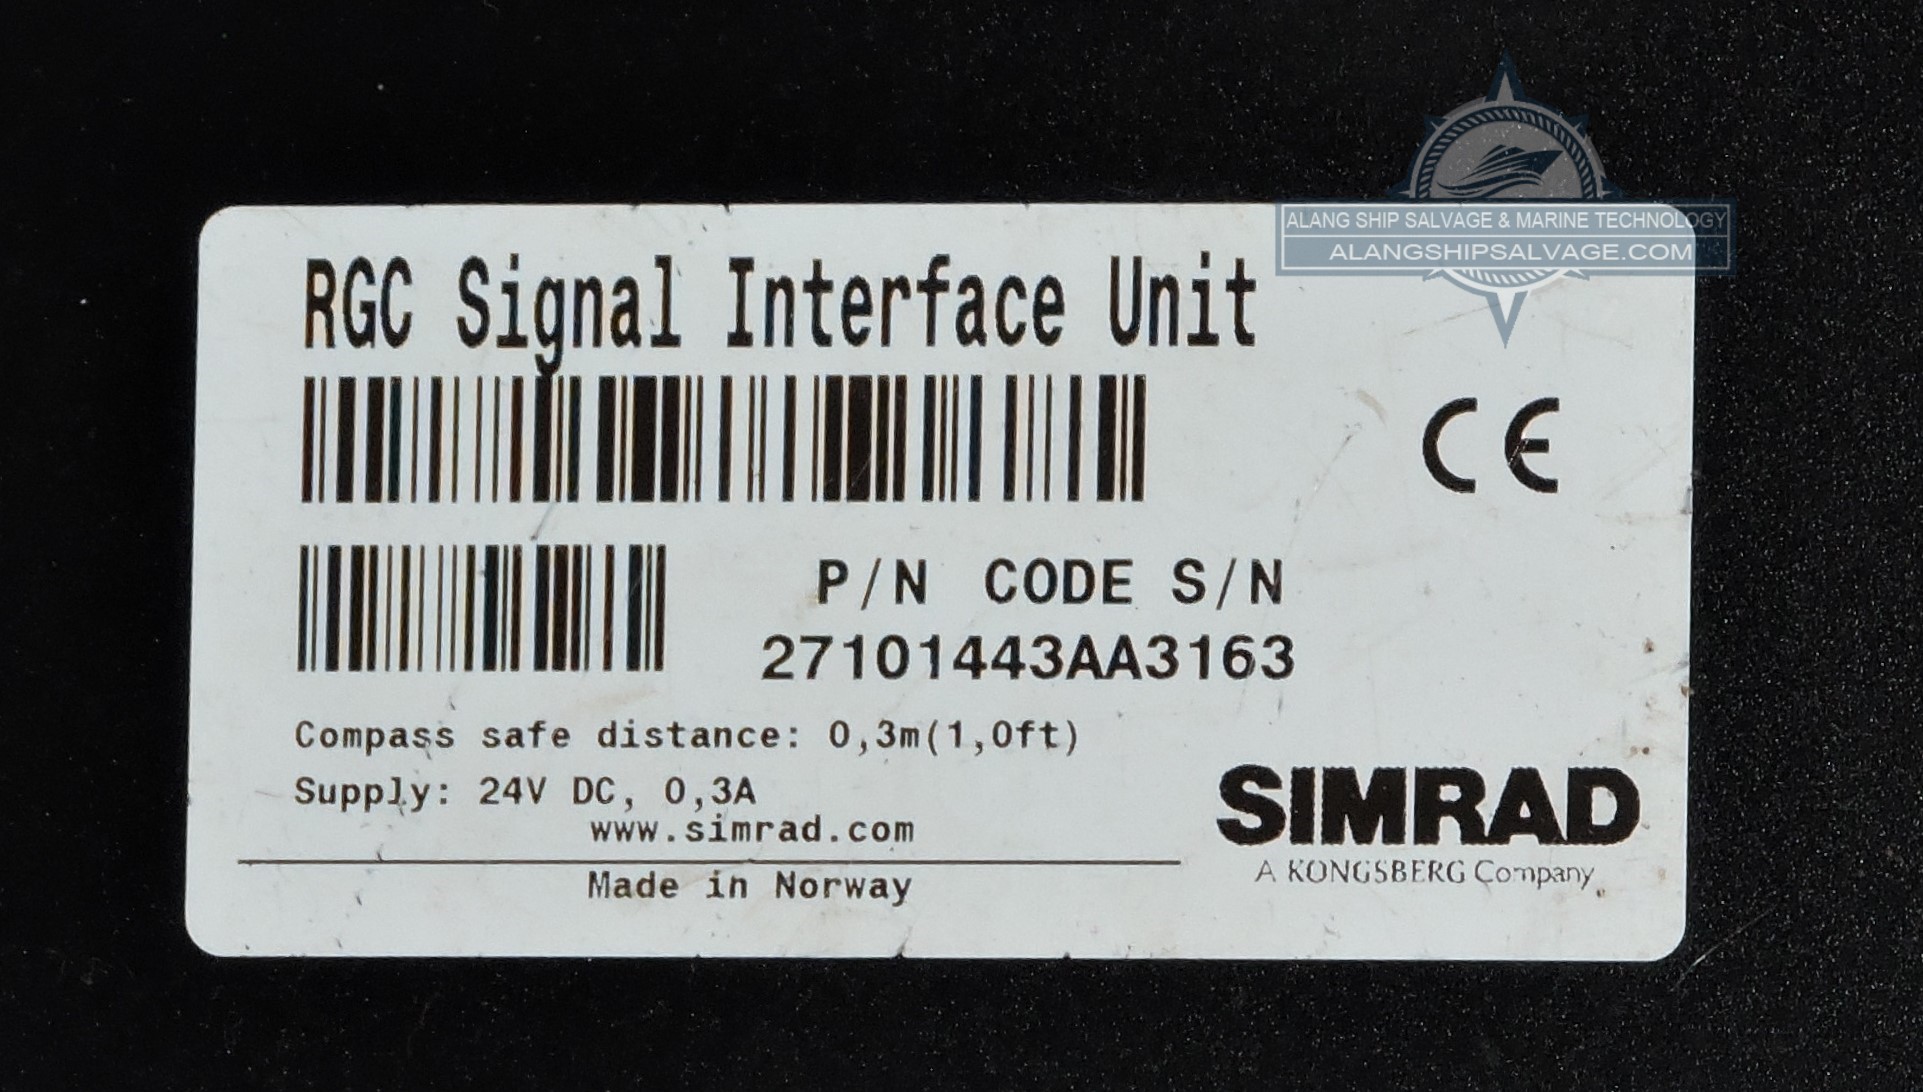 ALANG SHIP SALVAGE & MARINE TECHNOLOGY
ALANGSHIPSALVAGE.COM
RGC Signal Interface Unit
CE
P/N CODE S/N
27101443AA3163
Compass safe distance: 0,3m(1,0ft)
Supply: 24V DC, 0,3A
www.simrad.com
Made in Norway
SIMRAD
A KONGSBERG Company